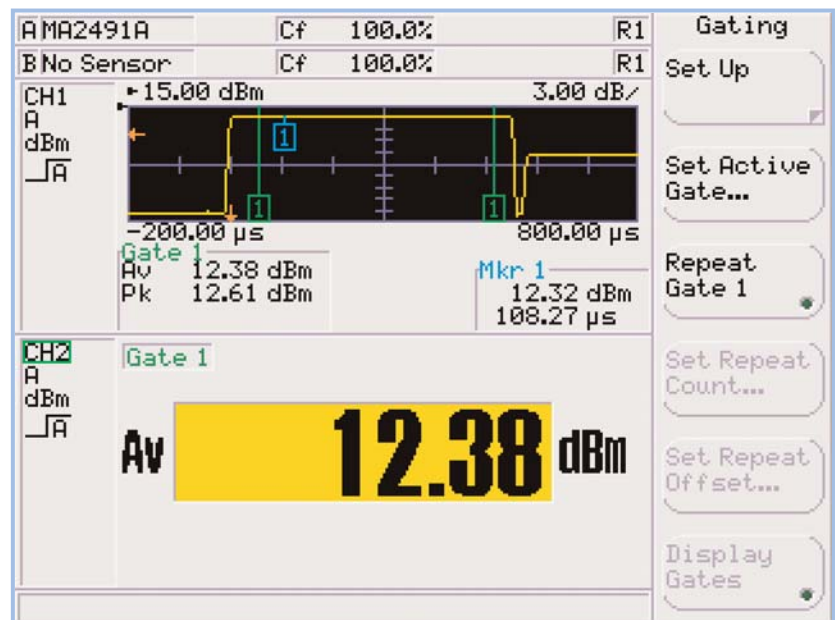 A MA2491A Cf 100.0% R1
B No Sensor Cf 100.0% R1
CH1
A
dBm
A
15.00 dBm 3.00 dB/
1
1 1
-200.00 µs 800.00 µs
Gate 1
Av 12.38 dBm
Pk 12.61 dBm
Mkr 1
12.32 dBm
108.27 µs
CH2
A
dBm
A
Gate 1
Av 12.38 dBm
Gating
Set Up
Set Active
Gate...
Repeat
Gate 1
Set Repeat
Count...
Set Repeat
Offset...
Display
Gates